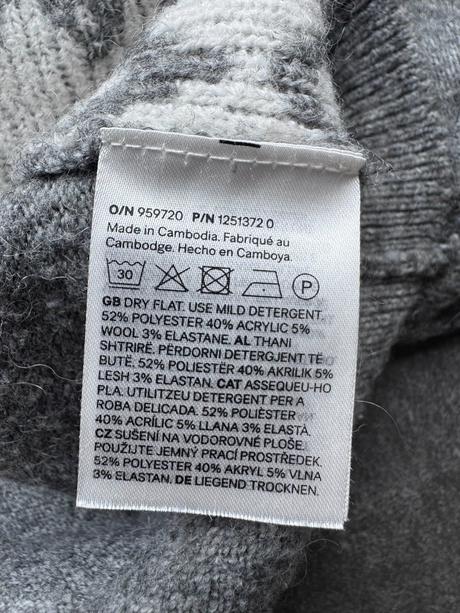 O/N 959720 P/N 1251372 0
Made in Cambodia. Fabriqué au
Cambodge. Hecho en Camboya.
30 P
GB DRY FLAT. USE MILD DETERGENT.
52% POLYESTER 40% ACRYLIC 5%
WOOL 3% ELASTANE. AL THANI
SHTRIRË. PËRDORNI DETERGJENT TË
BUTË. 52% POLIESTËR 40% AKRILIK 5%
LESH 3% ELASTAN. CAT ASSEQUEU-HO
PLA. UTILITZEU DETERGENT PER A
ROBA DELICADA. 52% POLIÈSTER
40% ACRÍLIC 5% LLANA 3% ELASTÀ.
CZ SUŠENÍ NA VODOROVNÉ PLOŠE.
POUŽIJTE JEMNÝ PRACÍ PROSTŘEDEK.
52% POLYESTER 40% AKRYL 5% VLNA
3% ELASTAN. DE LIEGEND TROCKNEN.